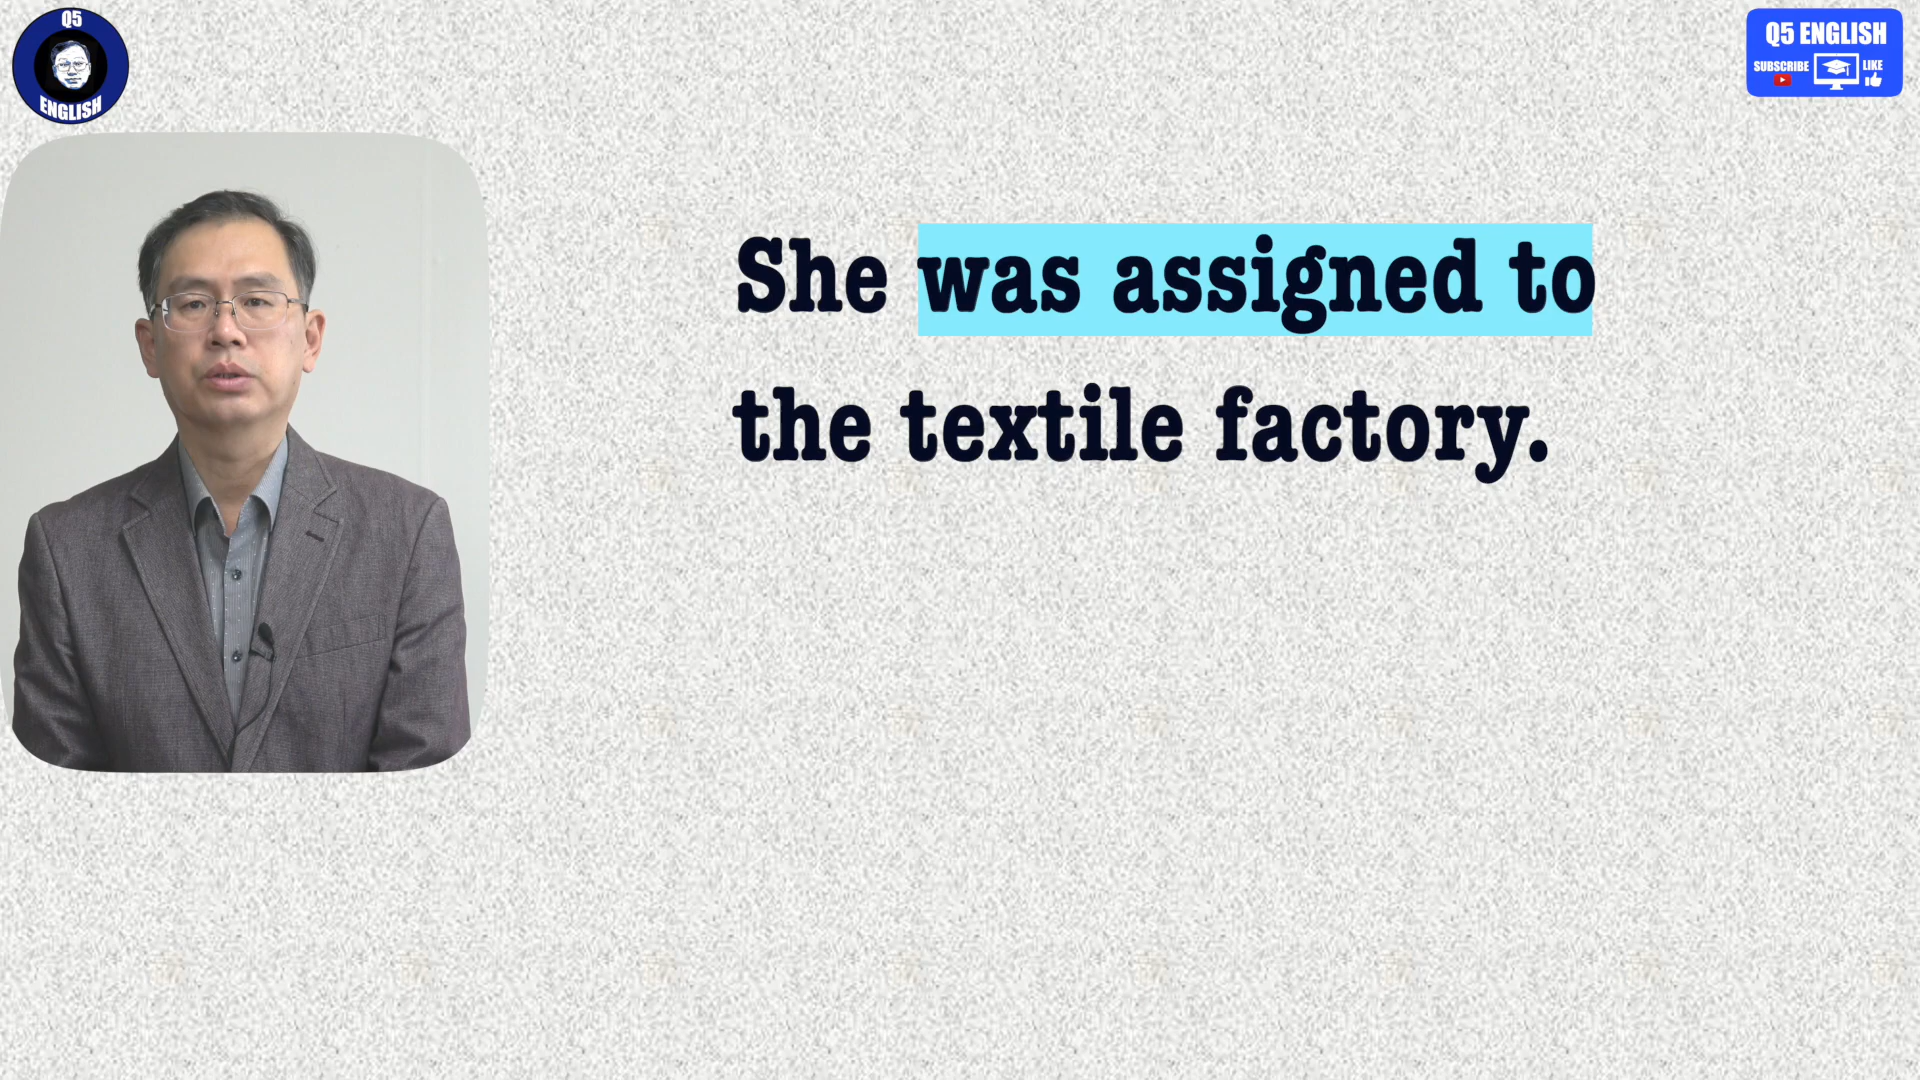 Q5
ENGLISH
Q5 ENGLISH
SUBSCRIBE
LIKE
She was assigned to
the textile factory.